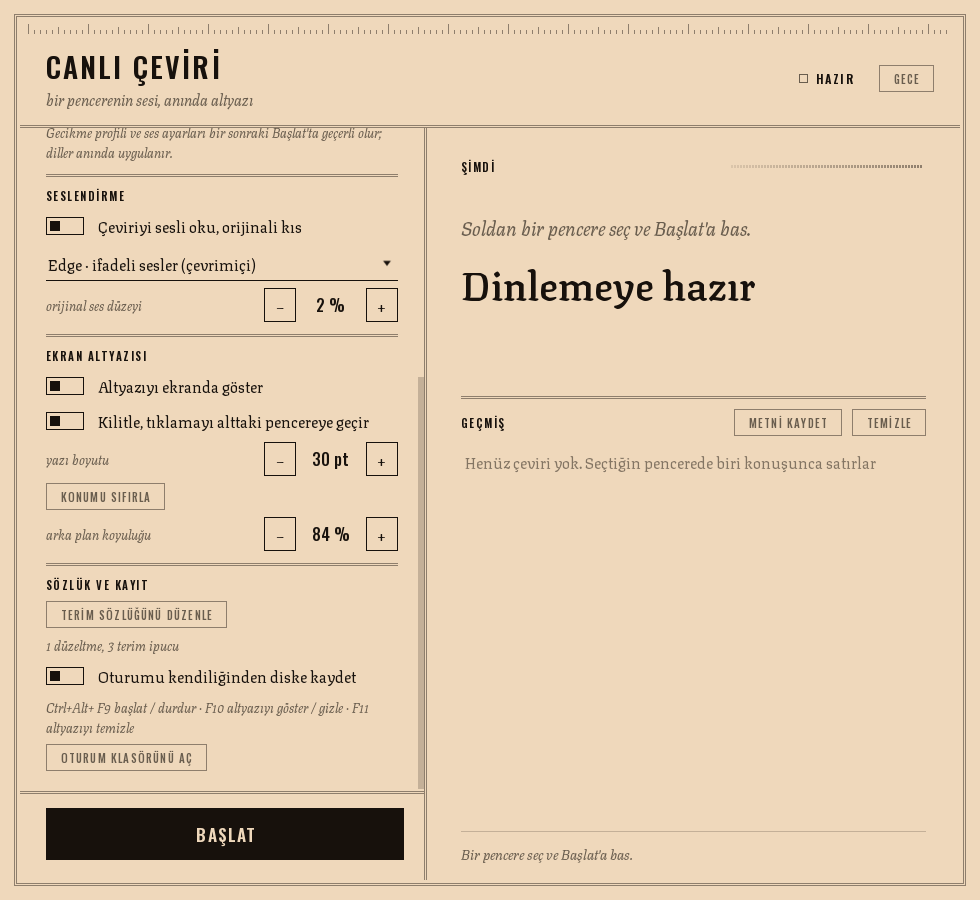 CANLI ÇEVİRİ
bir pencerenin sesi, anında altyazı
HAZIR
GECE
Gecikme profili ve ses ayarları bir sonraki Başlat'ta geçerli olur;
diller anında uygulanır.
SESLENDİRME
Çeviriyi sesli oku, orijinali kıs
Edge · ifadeli sesler (çevrimiçi)
orijinal ses düzeyi
– 2 % +
EKRAN ALTYAZISI
Altyazıyı ekranda göster
Kilitle, tıklamayı alttaki pencereye geçir
yazı boyutu
– 30 pt +
KONUMU SIFIRLA
arka plan koyuluğu
– 84 % +
SÖZLÜK VE KAYIT
TERİM SÖZLÜĞÜNÜ DÜZENLE
1 düzeltme, 3 terim ipucu
Oturumu kendiliğinden diske kaydet
Ctrl+Alt+ F9 başlat / durdur · F10 altyazıyı göster / gizle · F11
altyazıyı temizle
OTURUM KLASÖRÜNÜ AÇ
BAŞLAT
ŞİMDİ
Soldan bir pencere seç ve Başlat'a bas.
Dinlemeye hazır
GEÇMİŞ
METNİ KAYDET
TEMİZLE
Henüz çeviri yok. Seçtiğin pencerede biri konuşunca satırlar
Bir pencere seç ve Başlat'a bas.